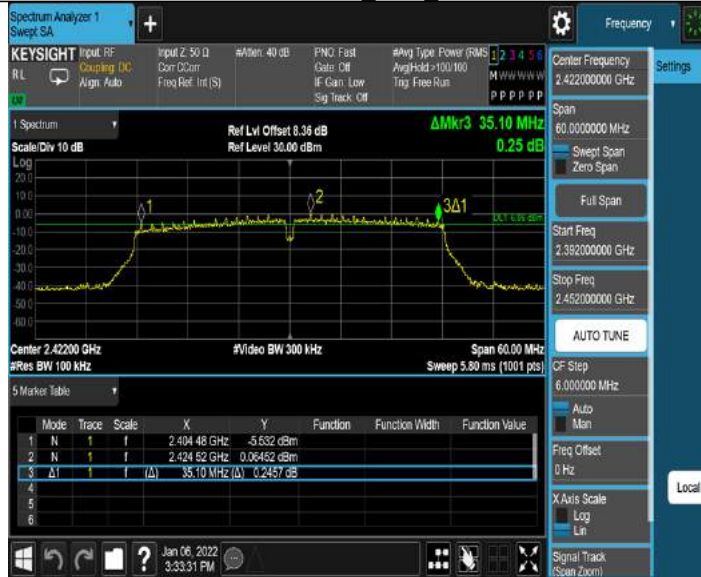 Spectrum Analyzer 1
Swept SA
Frequency
KEYSIGHT
RL
Input: RF
Coupling: DC
Align: Auto
Input Z: 50 Ω
Corr CCorr
Freq Ref: Int (S)
#Atten: 40 dB
PNO: Fast
Gate: Off
IF Gain: Low
Sig Track: Off
#Avg Type: Power (RMS
Avg|Hold:>100/100
Trig: Free Run
1 2 3 4 5 6
M W W W W W
P P P P P P
1 Spectrum
Scale/Div 10 dB
Ref Lvl Offset 8.36 dB
Ref Level 30.00 dBm
ΔMkr3 35.10 MHz
0.25 dB
Log
20.0
10.0
0.00
-10.0
-20.0
-30.0
-40.0
-50.0
-60.0
1
2
3Δ1
Center 2.42200 GHz
#Res BW 100 kHz
#Video BW 300 kHz
Span 60.00 MHz
Sweep 5.80 ms (1001 pts)
5 Marker Table
Mode Trace Scale X Y Function Function Width Function Value
1 N 1 f 2.404 48 GHz -5.532 dBm
2 N 1 f 2.424 52 GHz 0.06452 dBm
3 Δ1 1 f (Δ) 35.10 MHz (Δ) 0.2457 dB
4
5
6
Jan 06, 2022
3:33:31 PM
Center Frequency
2.422000000 GHz
Settings
Span
60.0000000 MHz
Swept Span
Zero Span
Full Span
Start Freq
2.392000000 GHz
Stop Freq
2.452000000 GHz
AUTO TUNE
CF Step
6.000000 MHz
Auto
Man
Freq Offset
0 Hz
X Axis Scale
Log
Lin
Local
Signal Track
(Span Zoom)